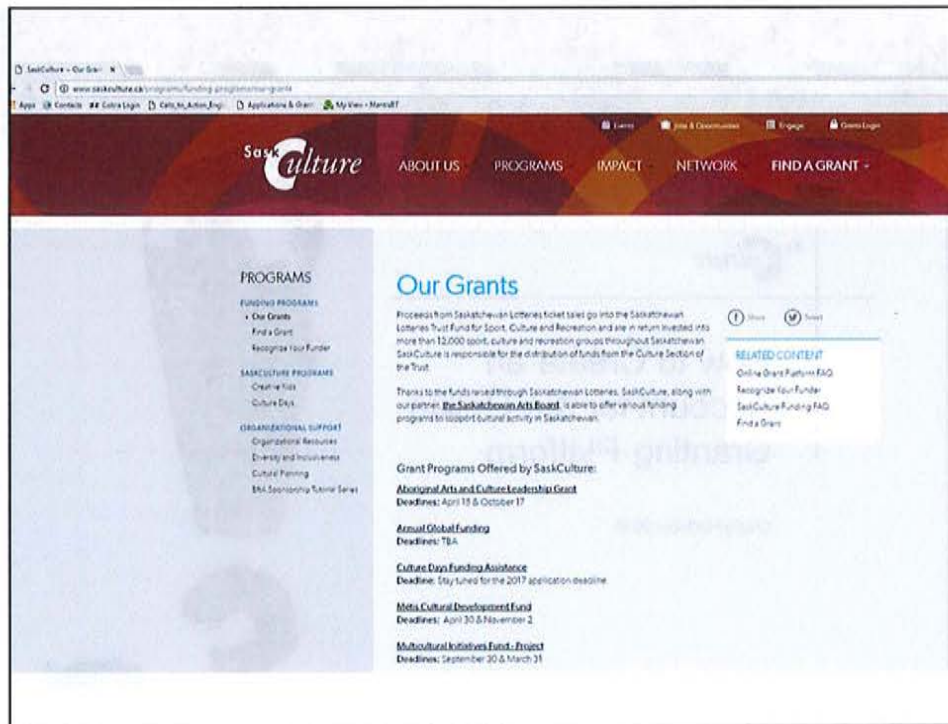 SaskCulture - Our Gran
www.saskculture.ca/programs/funding-programs/our-grants
Apps Contacts Cobra Login Calls_to_Action_Engl Applications & Gran My View - MantisBT
Events Jobs & Opportunities Engage Grants Login
SaskCulture
ABOUT US PROGRAMS IMPACT NETWORK FIND A GRANT
PROGRAMS
FUNDING PROGRAMS
Our Grants
Find a Grant
Recognize Your Funder
SASKCULTURE PROGRAMS
Creative Kids
Culture Days
ORGANIZATIONAL SUPPORT
Organizational Resources
Diversity and Inclusiveness
Cultural Planning
Sponsorship Tutorial Series
Our Grants
Proceeds from Saskatchewan Lotteries ticket sales go into the Saskatchewan
Lotteries Trust Fund for Sport, Culture and Recreation and are in return invested into
more than 12,000 sport, culture and recreation groups throughout Saskatchewan
SaskCulture is responsible for the distribution of funds from the Culture Section of
the Trust.
Thanks to the funds raised through Saskatchewan Lotteries, SaskCulture, along with
our partner, the Saskatchewan Arts Board, is able to offer various funding
programs to support cultural activity in Saskatchewan.
Grant Programs Offered by SaskCulture:
Aboriginal Arts and Culture Leadership Grant
Deadlines: April 15 & October 17
Annual Global Funding
Deadlines: TBA
Culture Days Funding Assistance
Deadline: Stay tuned for the 2017 application deadline
Métis Cultural Development Fund
Deadlines: April 30 & November 2
Multicultural Initiatives Fund - Project
Deadlines: September 30 & March 31
Share Tweet
RELATED CONTENT
Online Grant Platform FAQ
Recognize Your Funder
SaskCulture Funding FAQ
Find a Grant